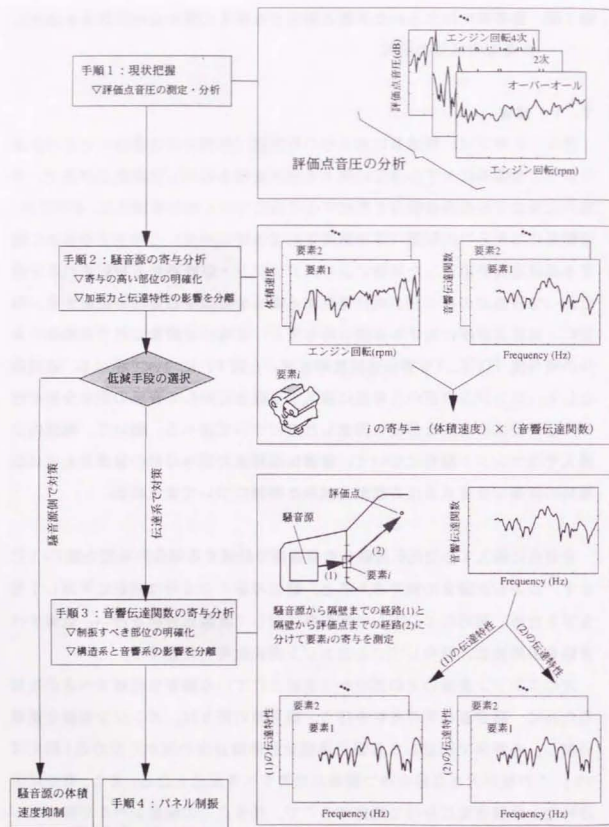 手順１：現状把握
▽評価点音圧の測定・分析
評価点音圧(dB)
エンジン回転4次
2次
オーバーオール
エンジン回転(rpm)
評価点音圧の分析
手順２：騒音源の寄与分析
▽寄与の高い部位の明確化
▽加振力と伝達特性の影響を分離
体積速度
要素2
要素1
エンジン回転(rpm)
音響伝達関数
要素2
要素1
Frequency (Hz)
要素i
iの寄与＝（体積速度）×（音響伝達関数）
低減手段の選択
騒音源側で対策
伝達系で対策
評価点
騒音源
(1)
(2)
要素i
騒音源から隔壁までの経路(1)と
隔壁から評価点までの経路(2)に
分けて要素iの寄与を測定
音響伝達関数
Frequency (Hz)
(1)の伝達特性
(2)の伝達特性
手順３：音響伝達関数の寄与分析
▽制振すべき部位の明確化
▽構造系と音響系の影響を分離
(1)の伝達特性
要素2
要素1
Frequency (Hz)
(2)の伝達特性
要素2
要素1
Frequency (Hz)
騒音源の体積
速度抑制
手順４：パネル制振